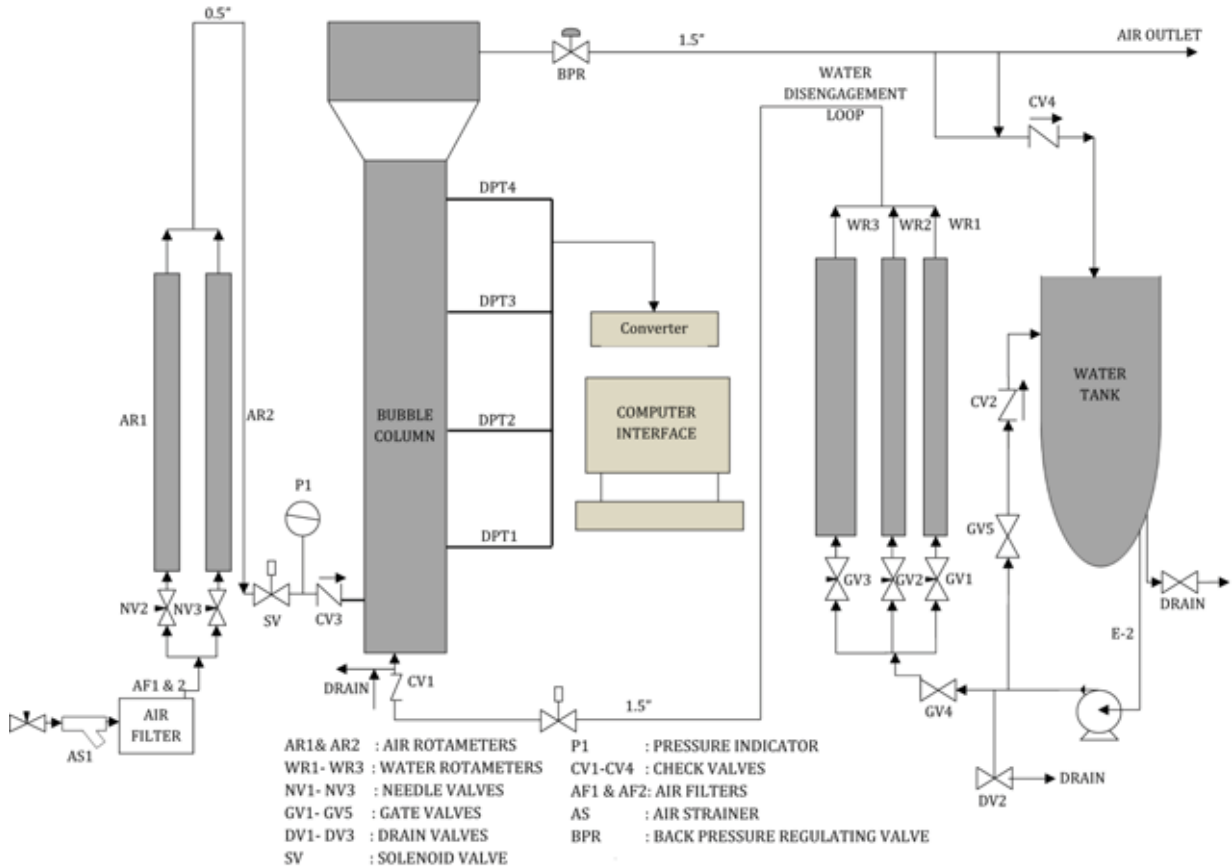 0.5"
BPR
1.5"
AIR OUTLET
WATER
DISENGAGEMENT
LOOP
CV4
DPT4
WR3
WR2
WR1
DPT3
Converter
AR1
AR2
BUBBLE
COLUMN
DPT2
COMPUTER
INTERFACE
CV2
WATER
TANK
P1
DPT1
GV5
NV2
NV3
SV
CV3
GV3
GV2
GV1
DRAIN
E-2
AF1 & 2
DRAIN
CV1
AIR
FILTER
AS1
1.5"
GV4
DV2
DRAIN
AR1& AR2 : AIR ROTAMETERS
WR1- WR3 : WATER ROTAMETERS
NV1- NV3 : NEEDLE VALVES
GV1- GV5 : GATE VALVES
DV1- DV3 : DRAIN VALVES
SV : SOLENOID VALVE
P1 : PRESSURE INDICATOR
CV1-CV4 : CHECK VALVES
AF1 & AF2: AIR FILTERS
AS : AIR STRAINER
BPR : BACK PRESSURE REGULATING VALVE